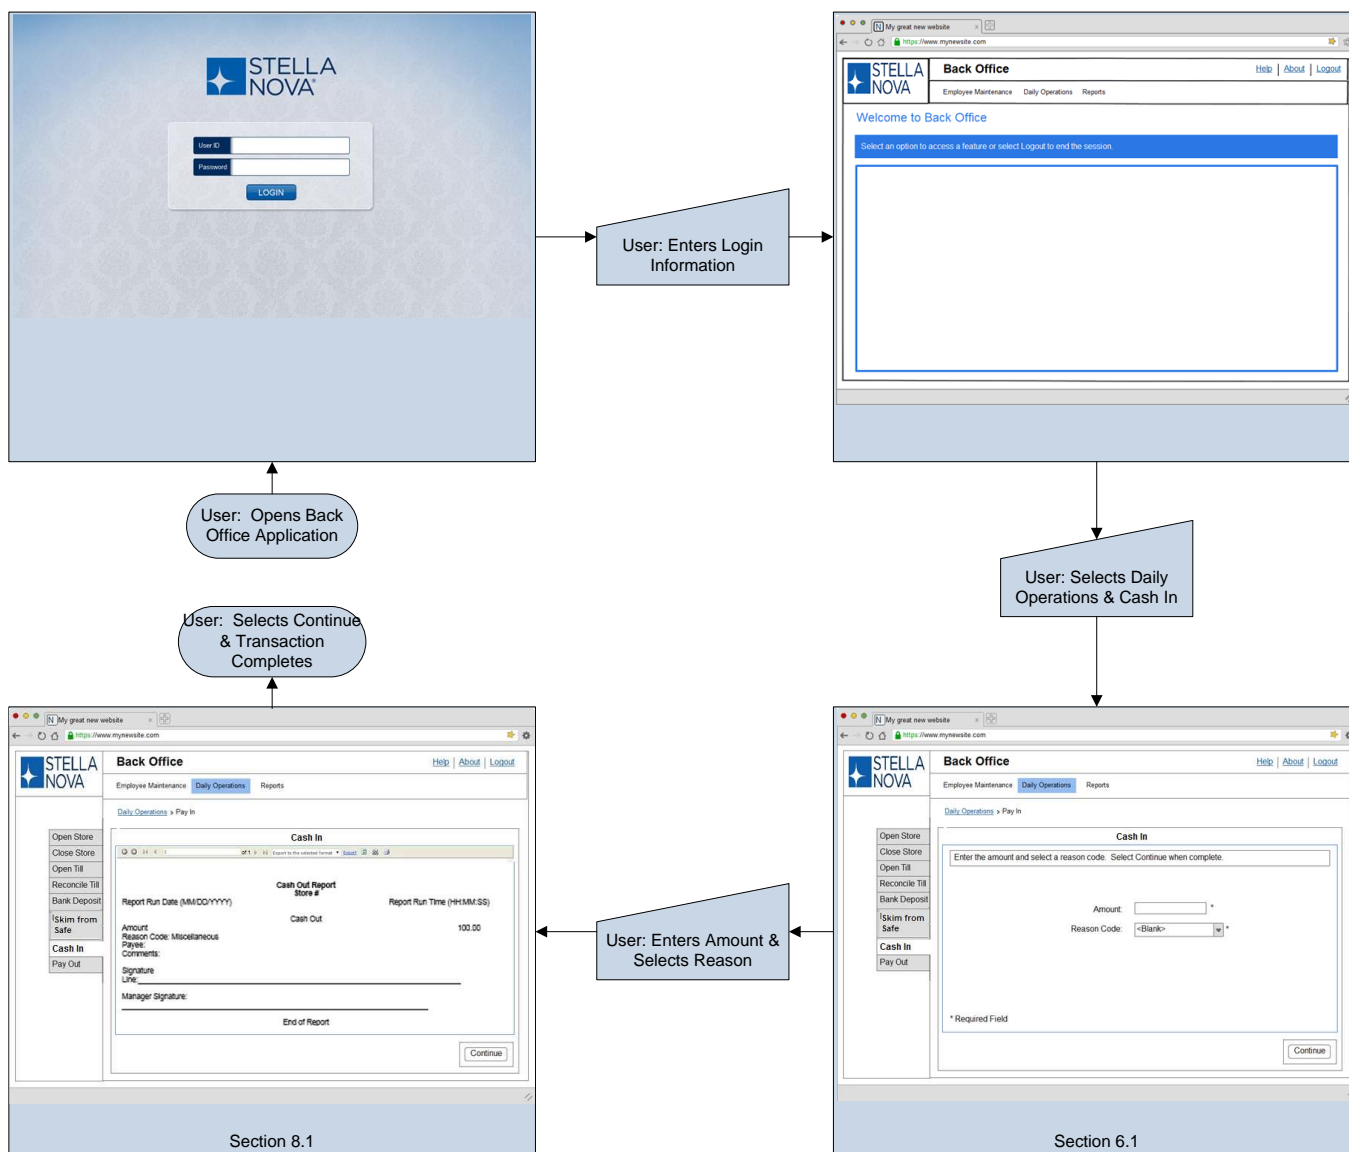 STELLA
NOVA®
User ID
Password
LOGIN
User: Enters Login
Information
N My great new website ×
https://www.mynewsite.com
STELLA
NOVA
Back Office
Help | About | Logout
Employee Maintenance Daily Operations Reports
Welcome to Back Office
Select an option to access a feature or select Logout to end the session.
User: Opens Back
Office Application
User: Selects Daily
Operations & Cash In
User: Selects Continue
& Transaction
Completes
N My great new website ×
https://www.mynewsite.com
STELLA
NOVA
Back Office
Help | About | Logout
Employee Maintenance Daily Operations Reports
Daily Operations > Pay In
Open Store
Close Store
Open Till
Reconcile Till
Bank Deposit
Skim from
Safe
Cash In
Pay Out
Cash In
of 1 Export to the selected format Export
Cash Out Report
Store #
Report Run Date (MM/DD/YYYY) Report Run Time (HH:MM:SS)
Cash Out
Amount 100.00
Reason Code: Miscellaneous
Payee:
Comments:
Signature
Line:
Manager Signature:
End of Report
Continue
Section 8.1
User: Enters Amount &
Selects Reason
N My great new website ×
https://www.mynewsite.com
STELLA
NOVA
Back Office
Help | About | Logout
Employee Maintenance Daily Operations Reports
Daily Operations > Pay In
Open Store
Close Store
Open Till
Reconcile Till
Bank Deposit
Skim from
Safe
Cash In
Pay Out
Cash In
Enter the amount and select a reason code. Select Continue when complete.
Amount: *
Reason Code: <Blank> *
* Required Field
Continue
Section 6.1